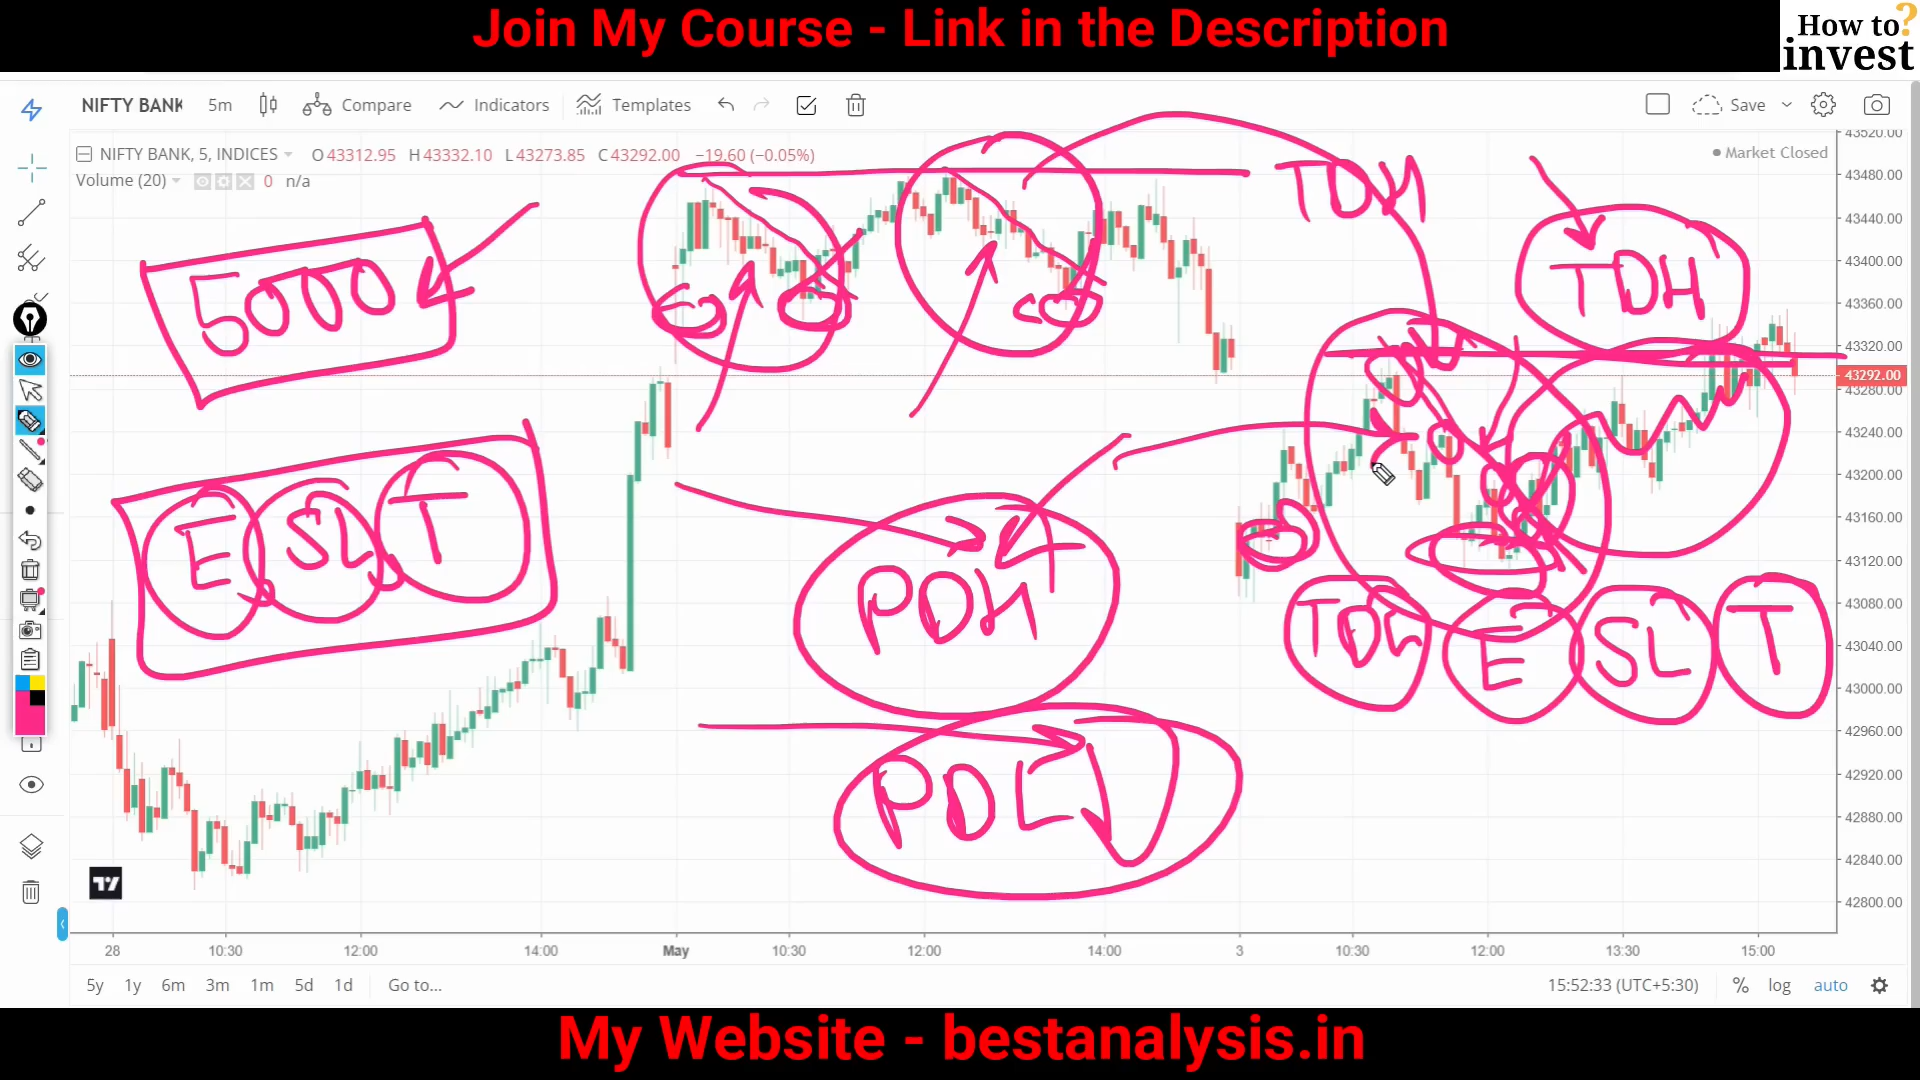 Join My Course - Link in the Description
How to?
invest
NIFTY BANK 5m Compare Indicators Templates Save
NIFTY BANK, 5, INDICES O43312.95 H43332.10 L43273.85 C43292.00 −19.60 (−0.05%)
Market Closed
Volume (20) 0 n/a
43520.00
43480.00
43440.00
43400.00
43360.00
43320.00
43292.00
43280.00
43240.00
43200.00
43160.00
43120.00
43080.00
43040.00
43000.00
42960.00
42920.00
42880.00
42840.00
42800.00
TDH
TDH
5000
E SL T
PDH
PDL
TDH E SL T
28 10:30 12:00 14:00 May 10:30 12:00 14:00 3 10:30 12:00 13:30 15:00
5y 1y 6m 3m 1m 5d 1d Go to... 15:52:33 (UTC+5:30) % log auto
My Website - bestanalysis.in